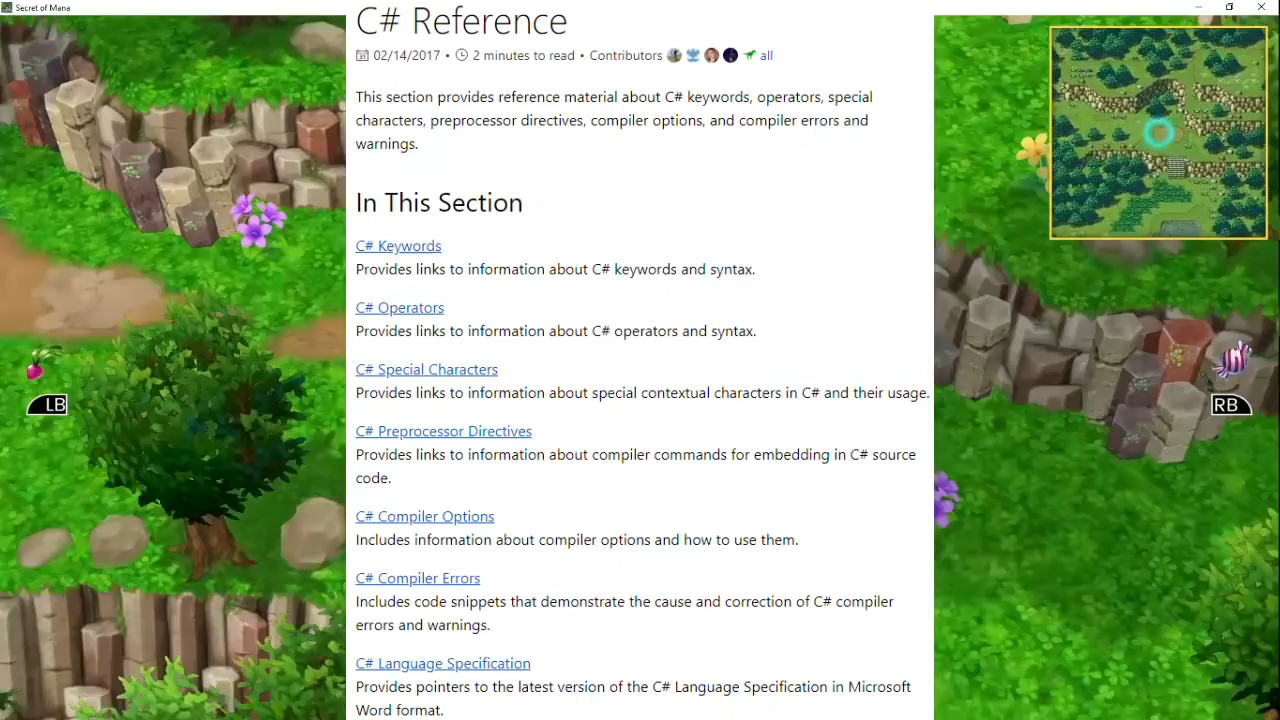 Secret of Mana
C# Reference
02/14/2017 • 2 minutes to read • Contributors all
This section provides reference material about C# keywords, operators, special
characters, preprocessor directives, compiler options, and compiler errors and
warnings.
In This Section
C# Keywords
Provides links to information about C# keywords and syntax.
C# Operators
Provides links to information about C# operators and syntax.
C# Special Characters
Provides links to information about special contextual characters in C# and their usage.
C# Preprocessor Directives
Provides links to information about compiler commands for embedding in C# source
code.
C# Compiler Options
Includes information about compiler options and how to use them.
C# Compiler Errors
Includes code snippets that demonstrate the cause and correction of C# compiler
errors and warnings.
C# Language Specification
Provides pointers to the latest version of the C# Language Specification in Microsoft
Word format.
LB
RB